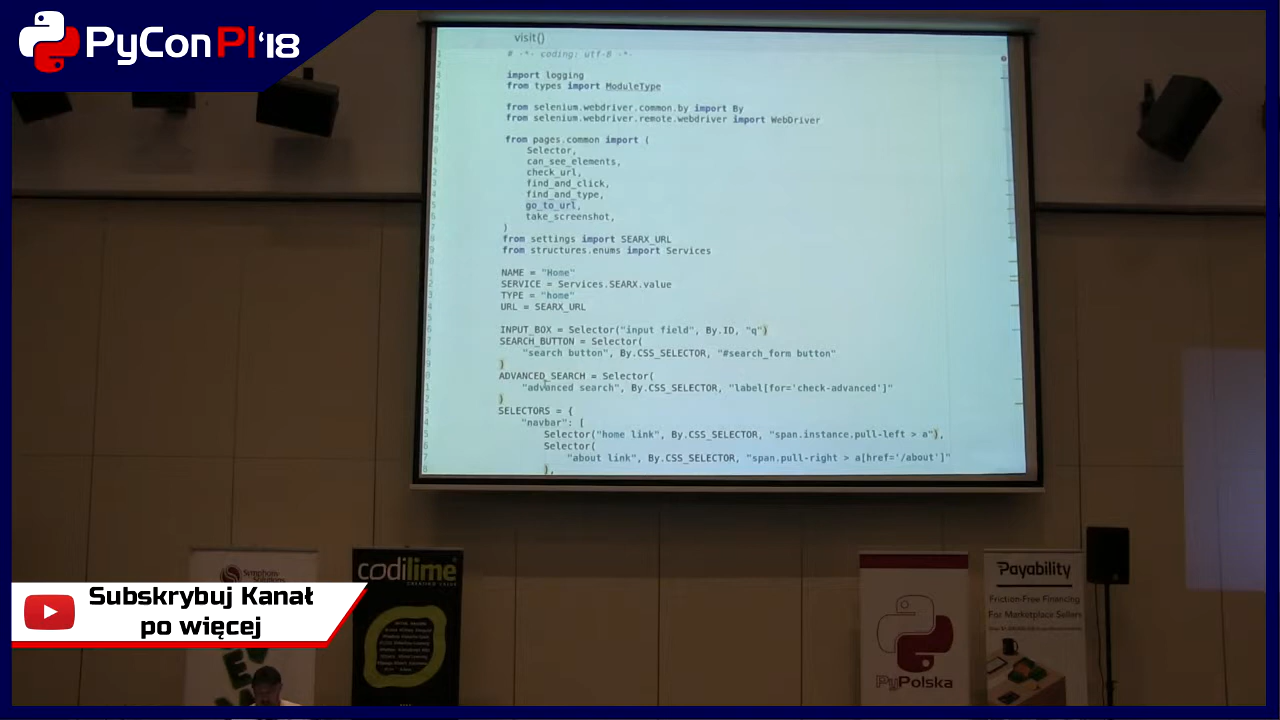 PyConPl'18
visit()
# -*- coding: utf-8 -*-
import logging
from types import ModuleType
from selenium.webdriver.common.by import By
from selenium.webdriver.remote.webdriver import WebDriver
from pages.common import (
Selector,
can_see_elements,
check_url,
find_and_click,
find_and_type,
go_to_url,
take_screenshot,
)
from settings import SEARX_URL
from structures.enums import Services
NAME = "Home"
SERVICE = Services.SEARX.value
TYPE = "home"
URL = SEARX_URL
INPUT_BOX = Selector("input field", By.ID, "q")
SEARCH_BUTTON = Selector(
"search button", By.CSS_SELECTOR, "#search_form button"
)
ADVANCED_SEARCH = Selector(
"advanced search", By.CSS_SELECTOR, "label[for='check-advanced']"
)
SELECTORS = {
"navbar": [
Selector("home link", By.CSS_SELECTOR, "span.instance.pull-left > a"),
Selector(
"about link", By.CSS_SELECTOR, "span.pull-right > a[href='/about']"
),
Symphony
Solutions
codilime
Payability
Friction-Free Financing
For Marketplace Sellers
PyPolska
Subskrybuj Kanał
po więcej